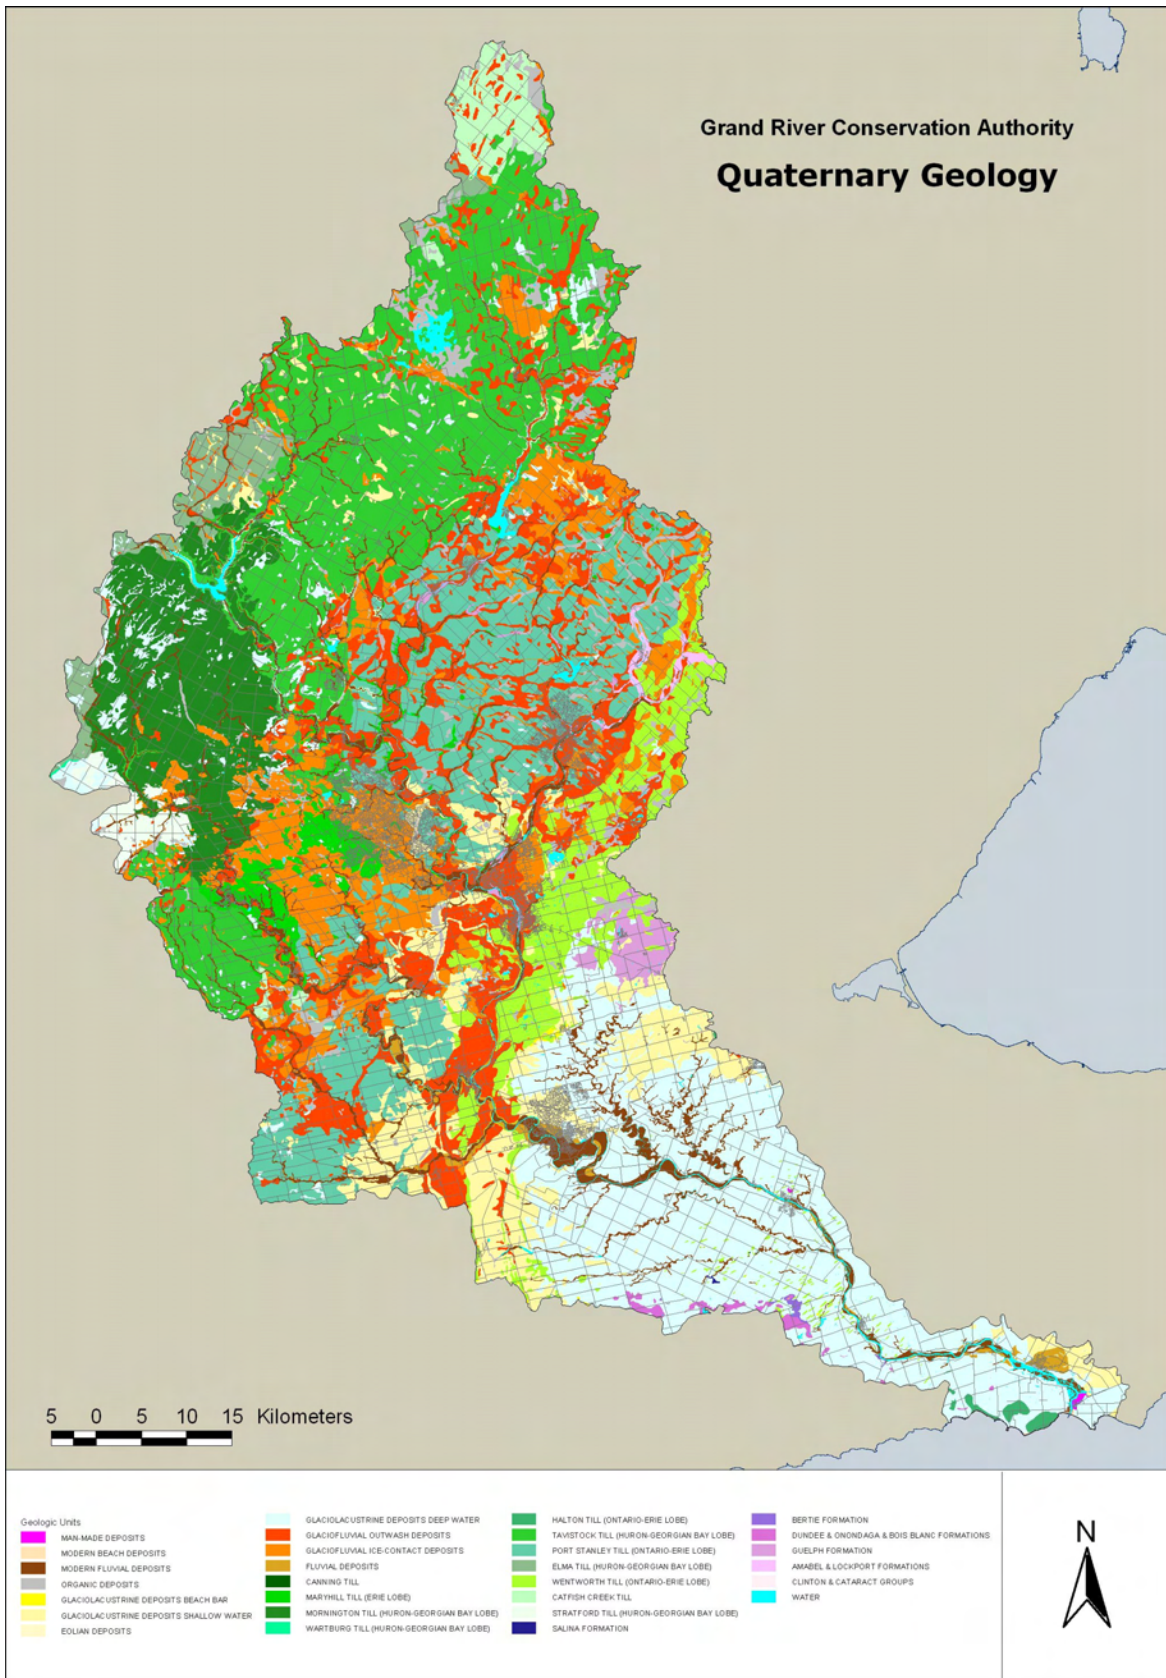 Grand River Conservation Authority
Quaternary Geology
5 0 5 10 15 Kilometers
Geologic Units
MAN-MADE DEPOSITS
MODERN BEACH DEPOSITS
MODERN FLUVIAL DEPOSITS
ORGANIC DEPOSITS
GLACIOLACUSTRINE DEPOSITS BEACH BAR
GLACIOLACUSTRINE DEPOSITS SHALLOW WATER
EOLIAN DEPOSITS
GLACIOLACUSTRINE DEPOSITS DEEP WATER
GLACIOFLUVIAL OUTWASH DEPOSITS
GLACIOFLUVIAL ICE-CONTACT DEPOSITS
FLUVIAL DEPOSITS
CANNING TILL
MARYHILL TILL (ERIE LOBE)
MORNINGTON TILL (HURON-GEORGIAN BAY LOBE)
WARTBURG TILL (HURON-GEORGIAN BAY LOBE)
HALTON TILL (ONTARIO-ERIE LOBE)
TAVISTOCK TILL (HURON-GEORGIAN BAY LOBE)
PORT STANLEY TILL (ONTARIO-ERIE LOBE)
ELMA TILL (HURON-GEORGIAN BAY LOBE)
WENTWORTH TILL (ONTARIO-ERIE LOBE)
CATFISH CREEK TILL
STRATFORD TILL (HURON-GEORGIAN BAY LOBE)
SALINA FORMATION
BERTIE FORMATION
DUNDEE & ONONDAGA & BOIS BLANC FORMATIONS
GUELPH FORMATION
AMABEL & LOCKPORT FORMATIONS
CLINTON & CATARACT GROUPS
WATER
N